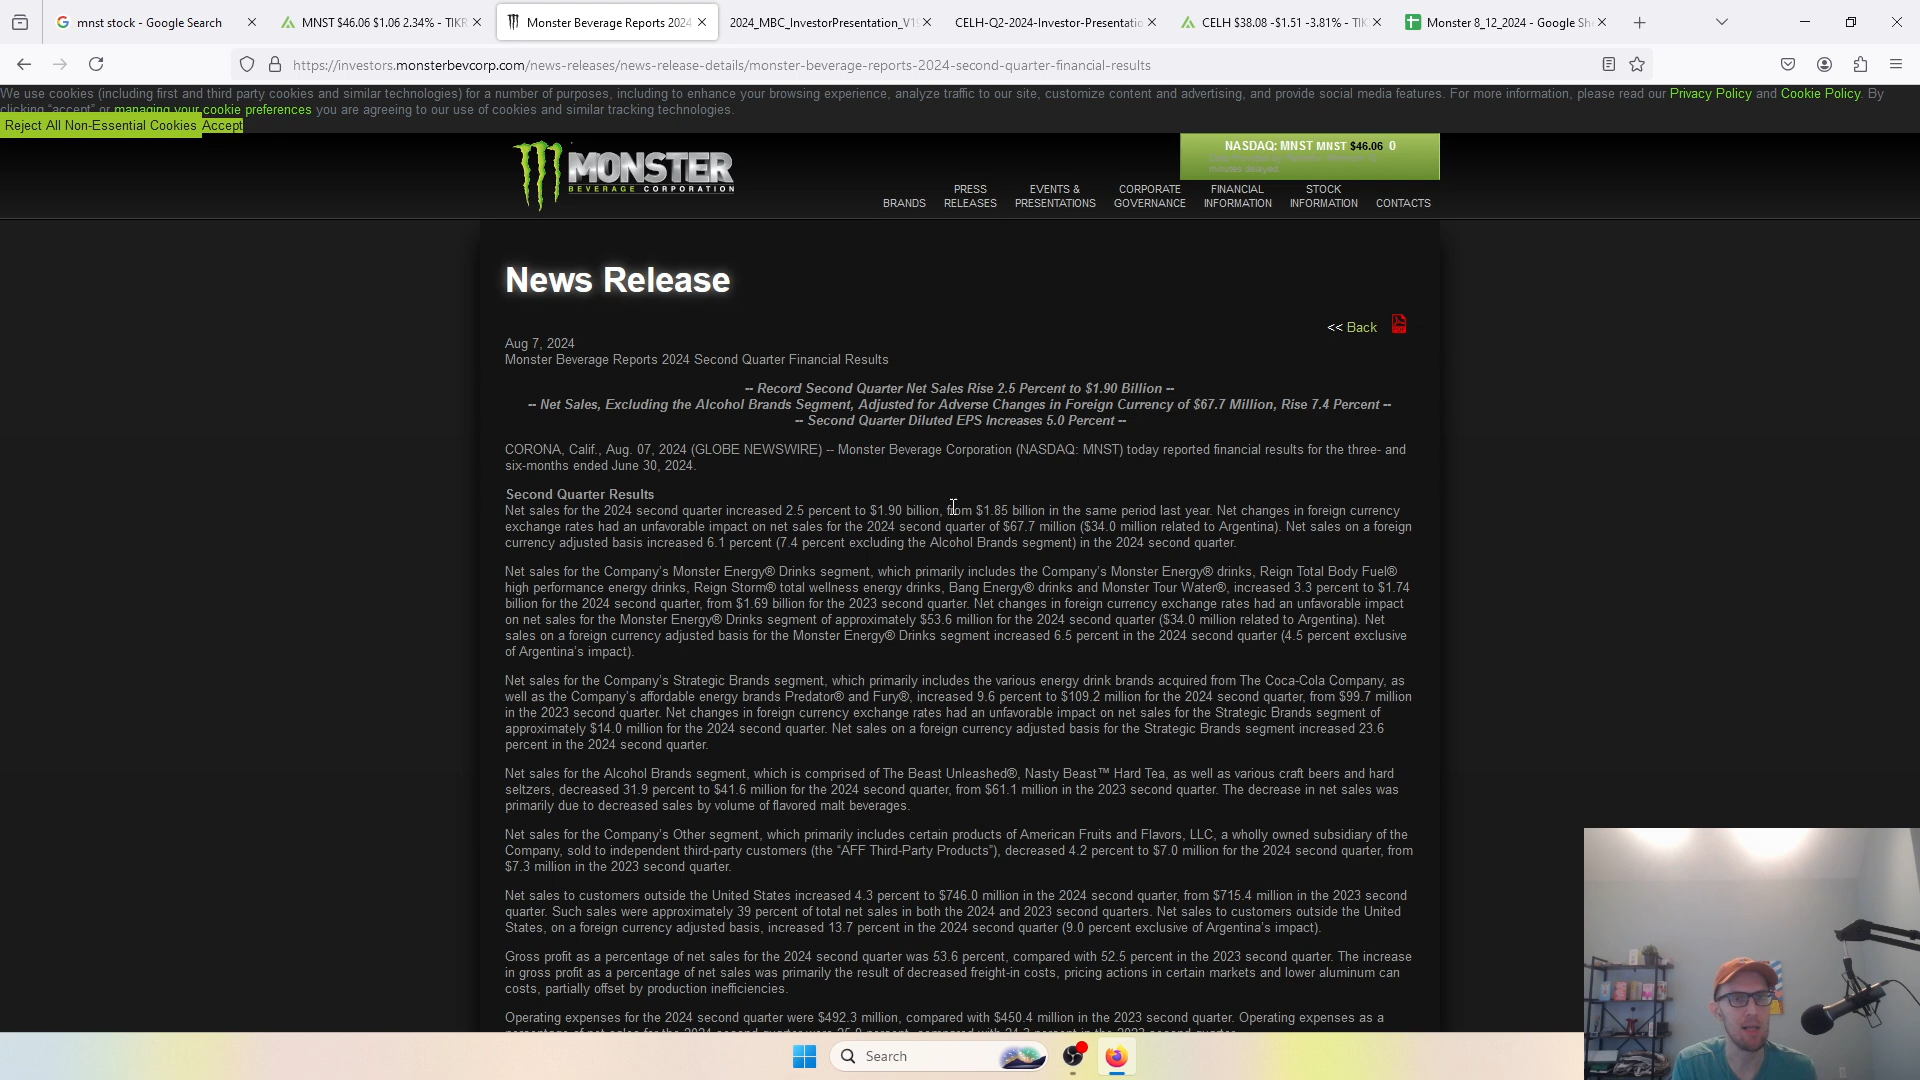 mnst stock - Google Search
MNST $46.06 $1.06 2.34% - TIKR
Monster Beverage Reports 2024
2024_MBC_InvestorPresentation_V1
CELH-Q2-2024-Investor-Presentatio
CELH $38.08 -$1.51 -3.81% - TIK
Monster 8_12_2024 - Google She
https://investors.monsterbevcorp.com/news-releases/news-release-details/monster-beverage-reports-2024-second-quarter-financial-results
We use cookies (including first and third party cookies and similar technologies) for a number of purposes, including to enhance your browsing experience, analyze traffic to our site, customize content and advertising, and provide social media features. For more information, please read our Privacy Policy and Cookie Policy. By
clicking "accept" or managing your cookie preferences you are agreeing to our use of cookies and similar tracking technologies.
Reject All Non-Essential Cookies Accept
MONSTER
BEVERAGE CORPORATION
NASDAQ: MNST MNST $46.06 0
minutes delayed
BRANDS
PRESS
RELEASES
EVENTS &
PRESENTATIONS
CORPORATE
GOVERNANCE
FINANCIAL
INFORMATION
STOCK
INFORMATION
CONTACTS
News Release
<< Back
Aug 7, 2024
Monster Beverage Reports 2024 Second Quarter Financial Results
-- Record Second Quarter Net Sales Rise 2.5 Percent to $1.90 Billion --
-- Net Sales, Excluding the Alcohol Brands Segment, Adjusted for Adverse Changes in Foreign Currency of $67.7 Million, Rise 7.4 Percent --
-- Second Quarter Diluted EPS Increases 5.0 Percent --
CORONA, Calif., Aug. 07, 2024 (GLOBE NEWSWIRE) -- Monster Beverage Corporation (NASDAQ: MNST) today reported financial results for the three- and
six-months ended June 30, 2024.
Second Quarter Results
Net sales for the 2024 second quarter increased 2.5 percent to $1.90 billion, from $1.85 billion in the same period last year. Net changes in foreign currency
exchange rates had an unfavorable impact on net sales for the 2024 second quarter of $67.7 million ($34.0 million related to Argentina). Net sales on a foreign
currency adjusted basis increased 6.1 percent (7.4 percent excluding the Alcohol Brands segment) in the 2024 second quarter.
Net sales for the Company's Monster Energy® Drinks segment, which primarily includes the Company's Monster Energy® drinks, Reign Total Body Fuel®
high performance energy drinks, Reign Storm® total wellness energy drinks, Bang Energy® drinks and Monster Tour Water®, increased 3.3 percent to $1.74
billion for the 2024 second quarter, from $1.69 billion for the 2023 second quarter. Net changes in foreign currency exchange rates had an unfavorable impact
on net sales for the Monster Energy® Drinks segment of approximately $53.6 million for the 2024 second quarter ($34.0 million related to Argentina). Net
sales on a foreign currency adjusted basis for the Monster Energy® Drinks segment increased 6.5 percent in the 2024 second quarter (4.5 percent exclusive
of Argentina's impact).
Net sales for the Company's Strategic Brands segment, which primarily includes the various energy drink brands acquired from The Coca-Cola Company, as
well as the Company's affordable energy brands Predator® and Fury®, increased 9.6 percent to $109.2 million for the 2024 second quarter, from $99.7 million
in the 2023 second quarter. Net changes in foreign currency exchange rates had an unfavorable impact on net sales for the Strategic Brands segment of
approximately $14.0 million for the 2024 second quarter. Net sales on a foreign currency adjusted basis for the Strategic Brands segment increased 23.6
percent in the 2024 second quarter.
Net sales for the Alcohol Brands segment, which is comprised of The Beast Unleashed®, Nasty Beast™ Hard Tea, as well as various craft beers and hard
seltzers, decreased 31.9 percent to $41.6 million for the 2024 second quarter, from $61.1 million in the 2023 second quarter. The decrease in net sales was
primarily due to decreased sales by volume of flavored malt beverages.
Net sales for the Company's Other segment, which primarily includes certain products of American Fruits and Flavors, LLC, a wholly owned subsidiary of the
Company, sold to independent third-party customers (the "AFF Third-Party Products"), decreased 4.2 percent to $7.0 million for the 2024 second quarter, from
$7.3 million in the 2023 second quarter.
Net sales to customers outside the United States increased 4.3 percent to $746.0 million in the 2024 second quarter, from $715.4 million in the 2023 second
quarter. Such sales were approximately 39 percent of total net sales in both the 2024 and 2023 second quarters. Net sales to customers outside the United
States, on a foreign currency adjusted basis, increased 13.7 percent in the 2024 second quarter (9.0 percent exclusive of Argentina's impact).
Gross profit as a percentage of net sales for the 2024 second quarter was 53.6 percent, compared with 52.5 percent in the 2023 second quarter. The increase
in gross profit as a percentage of net sales was primarily the result of decreased freight-in costs, pricing actions in certain markets and lower aluminum can
costs, partially offset by production inefficiencies.
Operating expenses for the 2024 second quarter were $492.3 million, compared with $450.4 million in the 2023 second quarter. Operating expenses as a
Search